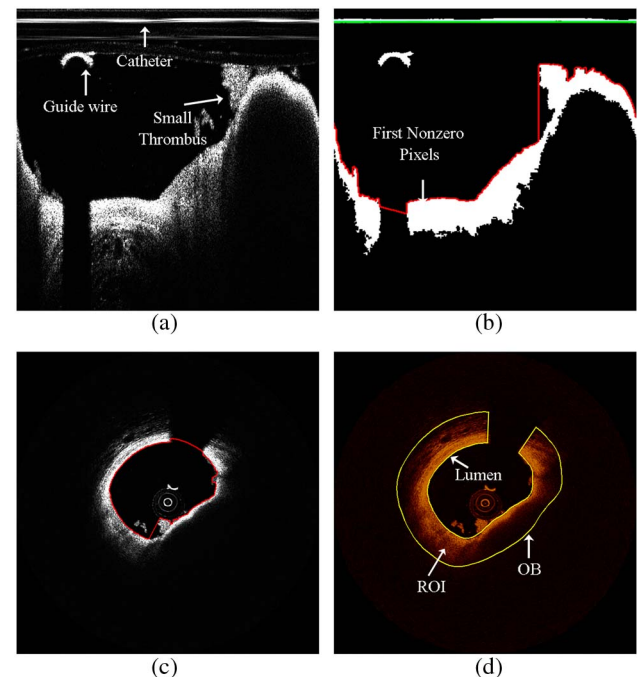 Catheter
Guide wire
Small
Thrombus
First Nonzero
Pixels
(a)
(b)
Lumen
ROI
OB
(c)
(d)